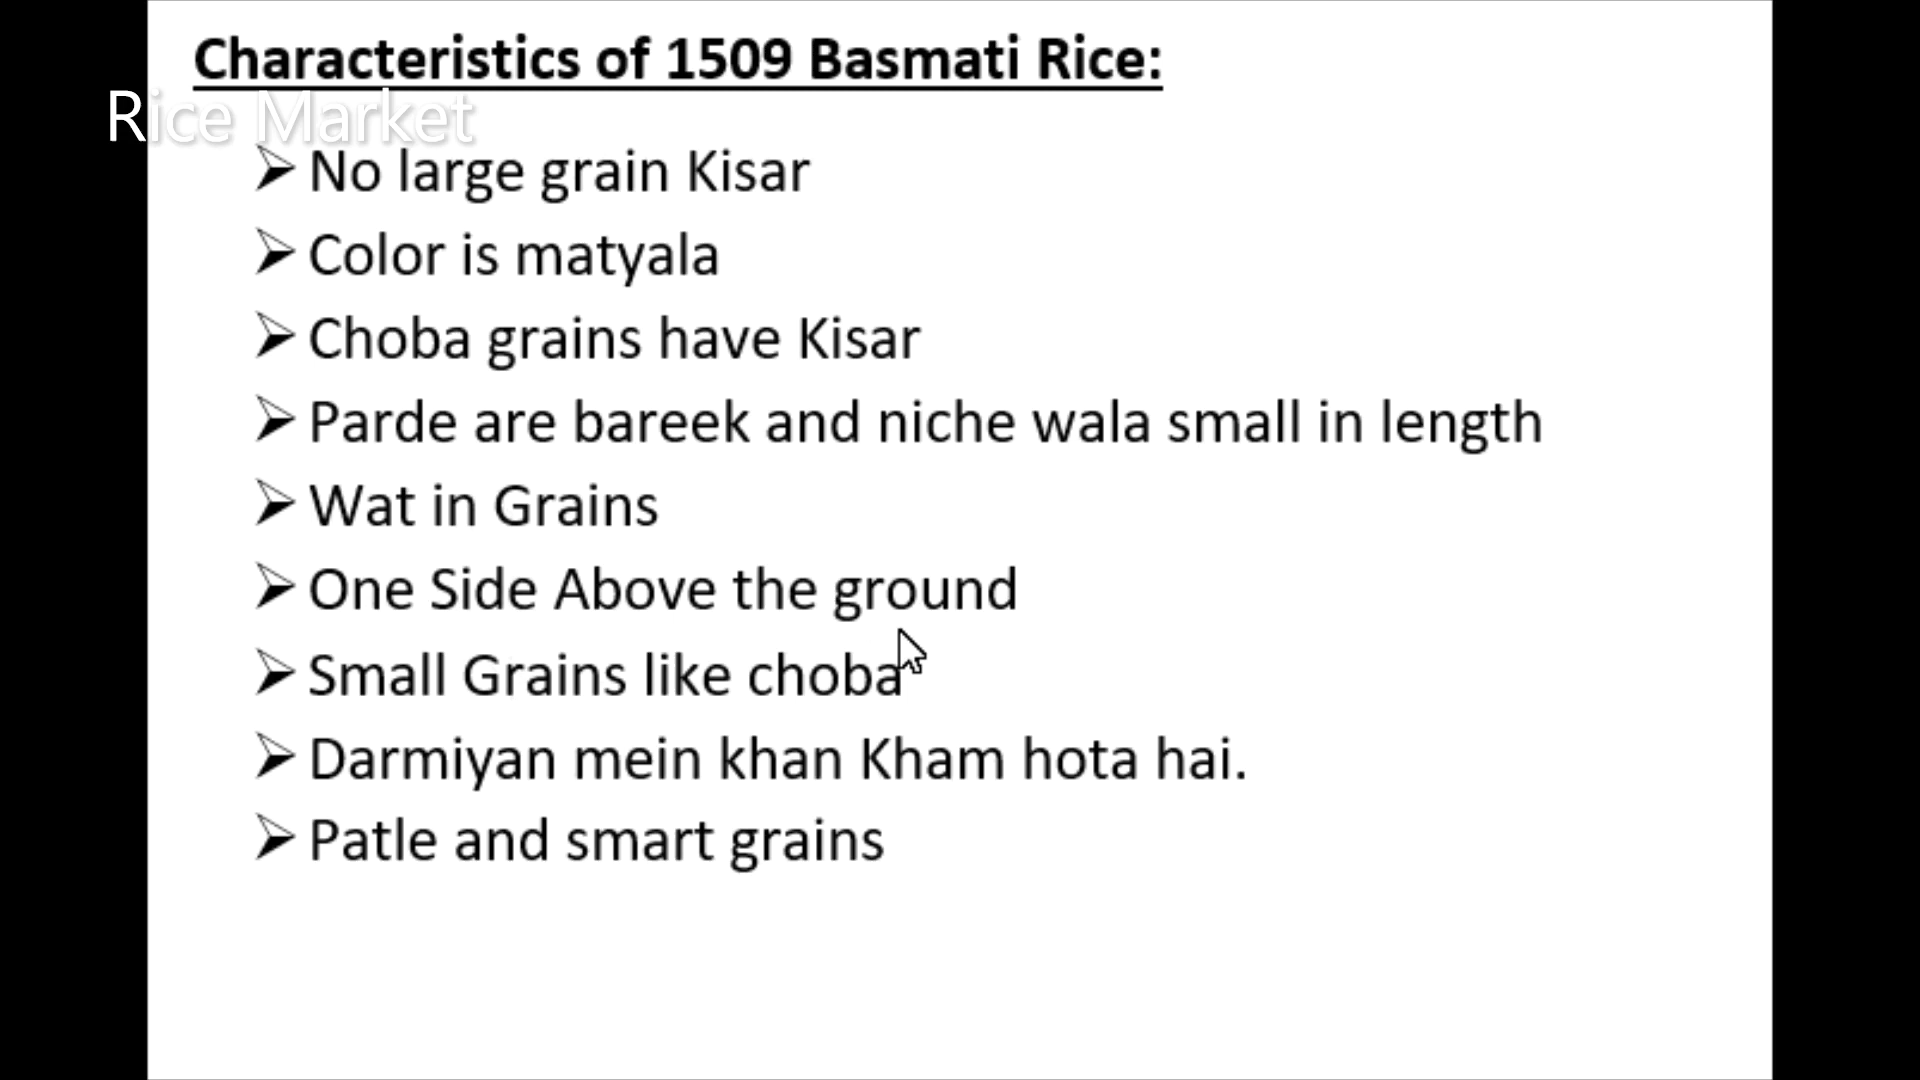 Characteristics of 1509 Basmati Rice:
Rice Market
No large grain Kisar
Color is matyala
Choba grains have Kisar
Parde are bareek and niche wala small in length
Wat in Grains
One Side Above the ground
Small Grains like choba
Darmiyan mein khan Kham hota hai.
Patle and smart grains